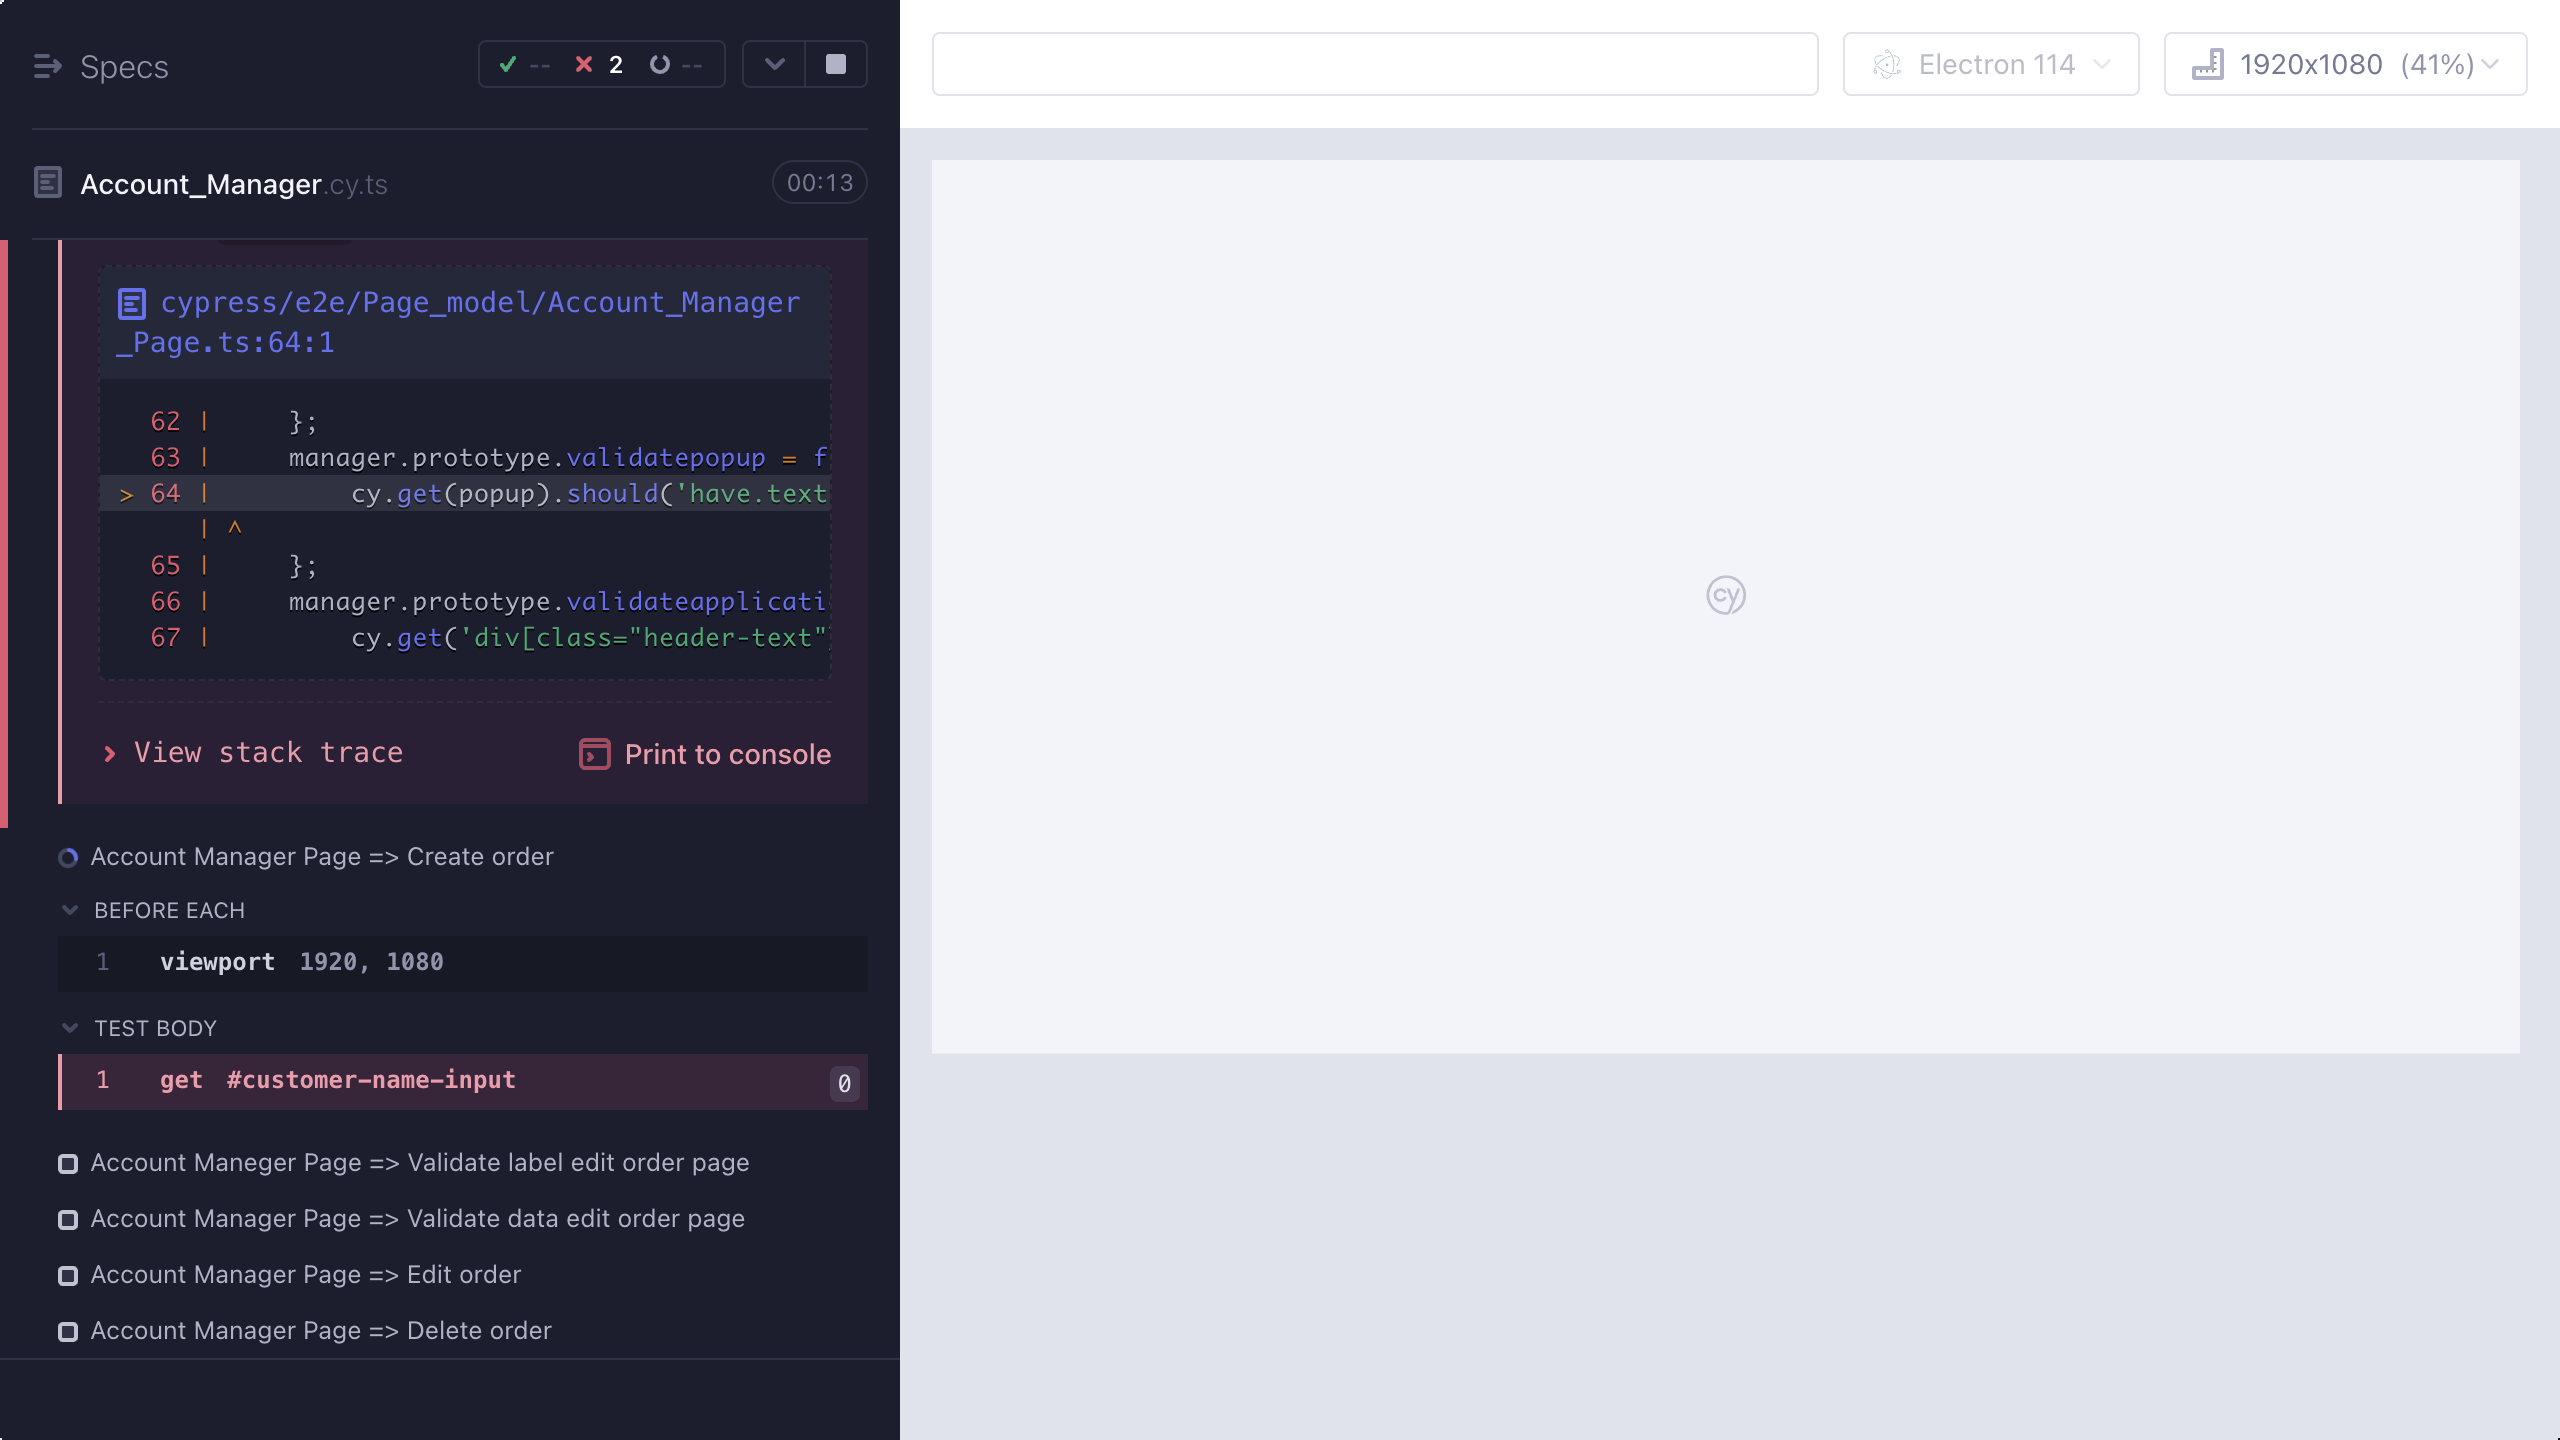 Specs
-- 2 --
Account_Manager.cy.ts
00:13
cypress/e2e/Page_model/Account_Manager
_Page.ts:64:1
62 |     };
63 |     manager.prototype.validatepopup = f
> 64 |         cy.get(popup).should('have.text
| ^
65 |     };
66 |     manager.prototype.validateapplicati
67 |         cy.get('div[class="header-text"]
View stack trace
Print to console
Account Manager Page => Create order
BEFORE EACH
1 viewport 1920, 1080
TEST BODY
1 get #customer-name-input 0
Account Maneger Page => Validate label edit order page
Account Manager Page => Validate data edit order page
Account Manager Page => Edit order
Account Manager Page => Delete order
Electron 114
1920x1080 (41%)
cy